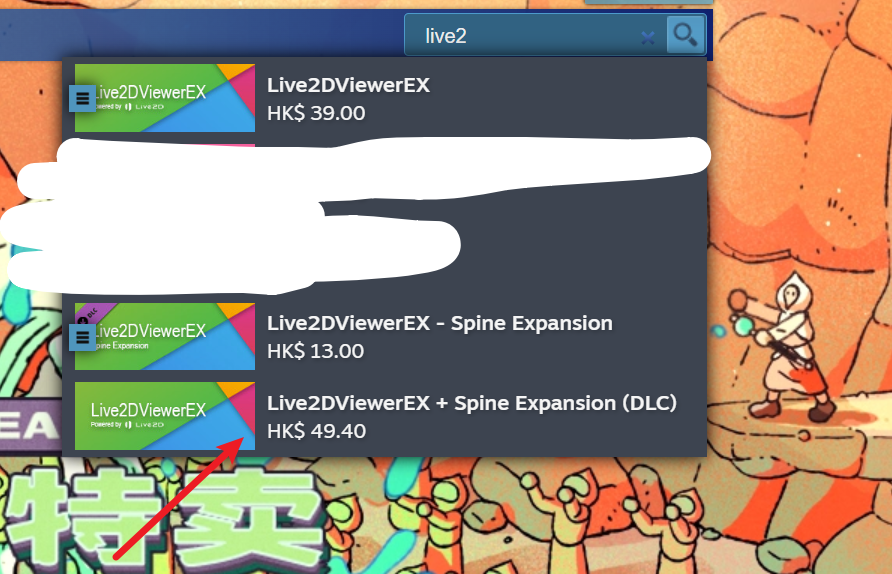 live2
Live2DViewerEX
Powered by Live2D
Live2DViewerEX
HK$ 39.00
DLC
Live2DViewerEX
Spine Expansion
Live2DViewerEX - Spine Expansion
HK$ 13.00
Live2DViewerEX
Powered by Live2D
Live2DViewerEX + Spine Expansion (DLC)
HK$ 49.40
EA
特卖